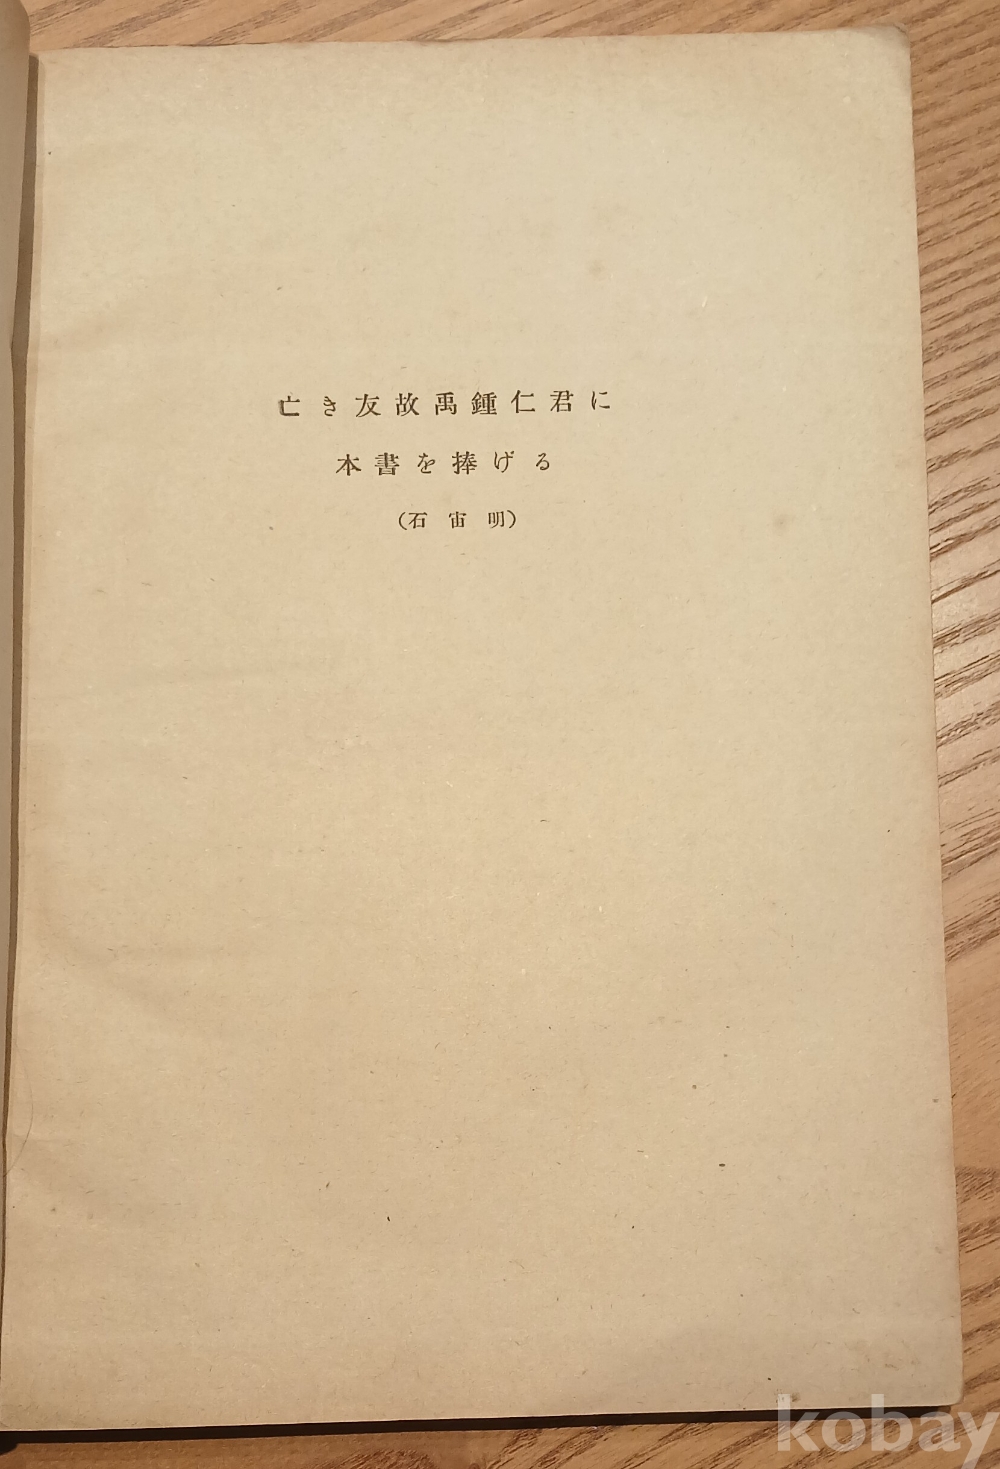 亡き友故禹鍾仁君に
本書を捧げる
(石宙明)
kobay